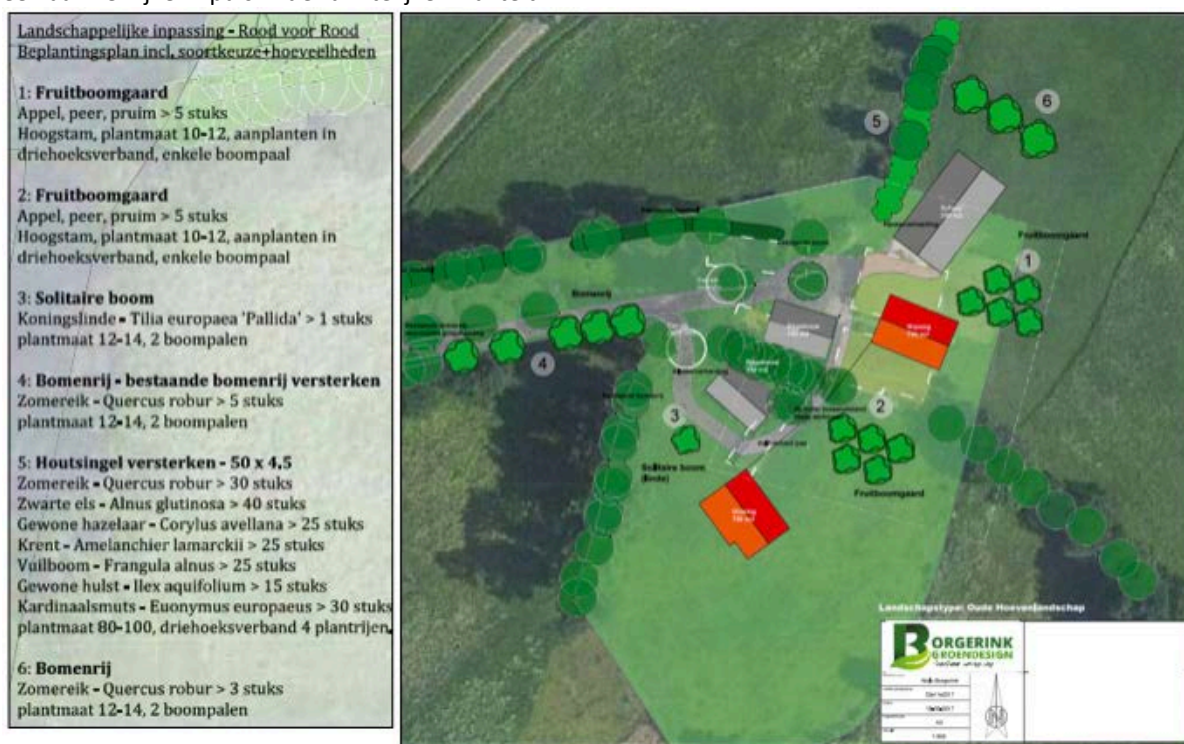 Landschappelijke inpassing - Rood voor Rood
Beplantingsplan incl. soortkeuze+hoeveelheden
1: Fruitboomgaard
Appel, peer, pruim > 5 stuks
Hoogstam, plantmaat 10-12, aanplanten in
driehoeksverband, enkele boompaal
2: Fruitboomgaard
Appel, peer, pruim > 5 stuks
Hoogstam, plantmaat 10-12, aanplanten in
driehoeksverband, enkele boompaal
3: Solitaire boom
Koningslinde - Tilia europaea 'Pallida' > 1 stuks
plantmaat 12-14, 2 boompalen
4: Bomenrij - bestaande bomenrij versterken
Zomereik - Quercus robur > 5 stuks
plantmaat 12-14, 2 boompalen
5: Houtsingel versterken - 50 x 4.5
Zomereik - Quercus robur > 30 stuks
Zwarte els - Alnus glutinosa > 40 stuks
Gewone hazelaar - Corylus avellana > 25 stuks
Krent - Amelanchier lamarckii > 25 stuks
Vuilboom - Frangula alnus > 25 stuks
Gewone hulst - Ilex aquifolium > 15 stuks
Kardinaalsmuts - Euonymus europaeus > 30 stuks
plantmaat 80-100, driehoeksverband 4 plantrijen.
6: Bomenrij
Zomereik - Quercus robur > 3 stuks
plantmaat 12-14, 2 boompalen
6
5
Fruitboomgaard
1
Bomenrij
Woning
4
3
2
Solitaire boom
(linde)
Fruitboomgaard
Woning
Landschapstype: Oude Hoevenlandschap
BORGERINK
GROENDESIGN
N